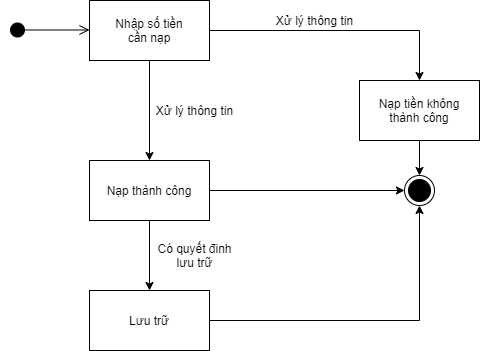 Nhập số tiền
cần nạp
Xử lý thông tin
Xử lý thông tin
Nạp tiền không
thành công
Nạp thành công
Có quyết đinh
lưu trữ
Lưu trữ